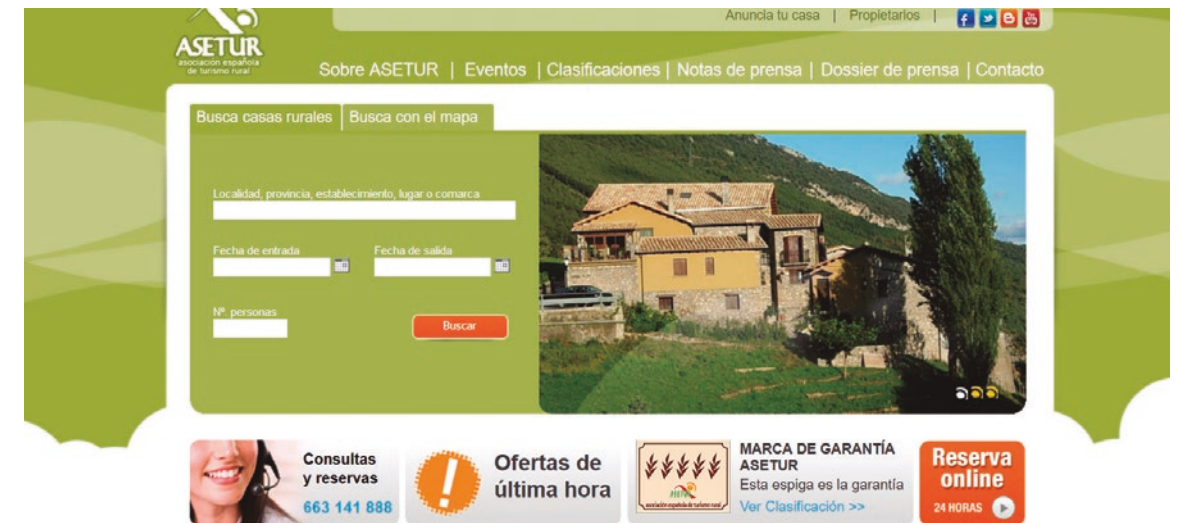 Anuncia tu casa | Propietarios |
ASETUR
asociación española
de turismo rural
Sobre ASETUR | Eventos | Clasificaciones | Notas de prensa | Dossier de prensa | Contacto
Busca casas rurales | Busca con el mapa
Localidad, provincia, establecimiento, lugar o comarca
Fecha de entrada Fecha de salida
Nº. personas
Buscar
Consultas
y reservas
663 141 888
Ofertas de
última hora
ASETUR
asociación española de turismo rural
MARCA DE GARANTÍA
ASETUR
Esta espiga es la garantía
Ver Clasificación >>
Reserva
online
24 HORAS